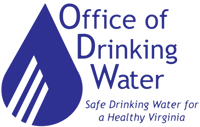 Office of
Drinking
Water
Safe Drinking Water for
a Healthy Virginia